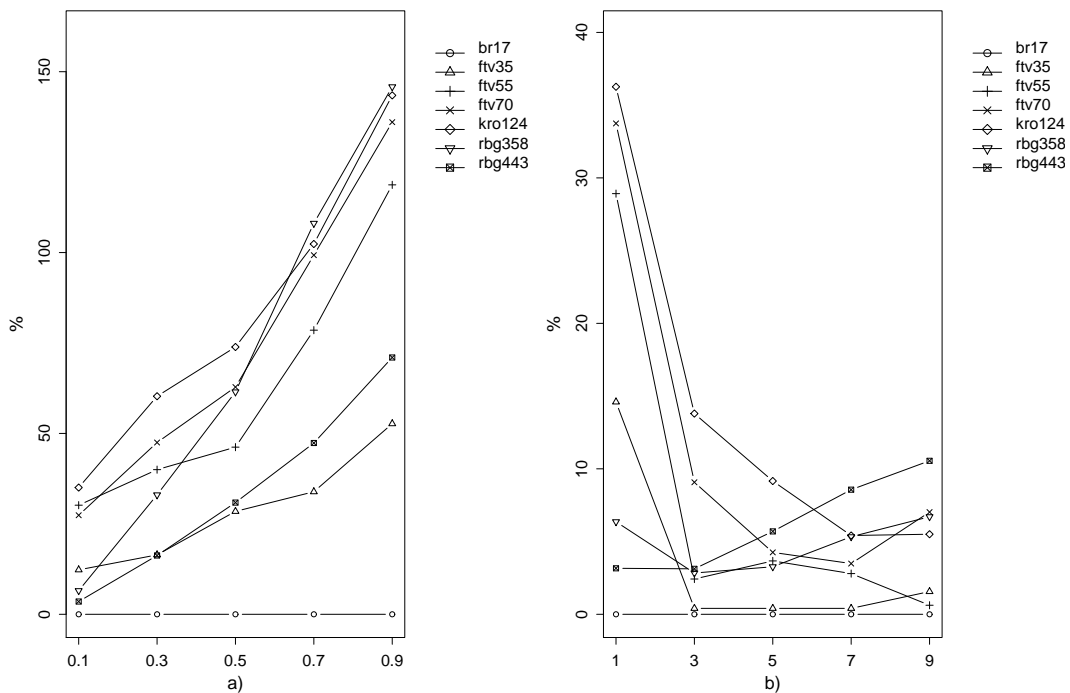 150
100
50
0
%
0.1 0.3 0.5 0.7 0.9
a)
br17
ftv35
ftv55
ftv70
kro124
rbg358
rbg443
40
30
20
10
0
%
1 3 5 7 9
b)
br17
ftv35
ftv55
ftv70
kro124
rbg358
rbg443